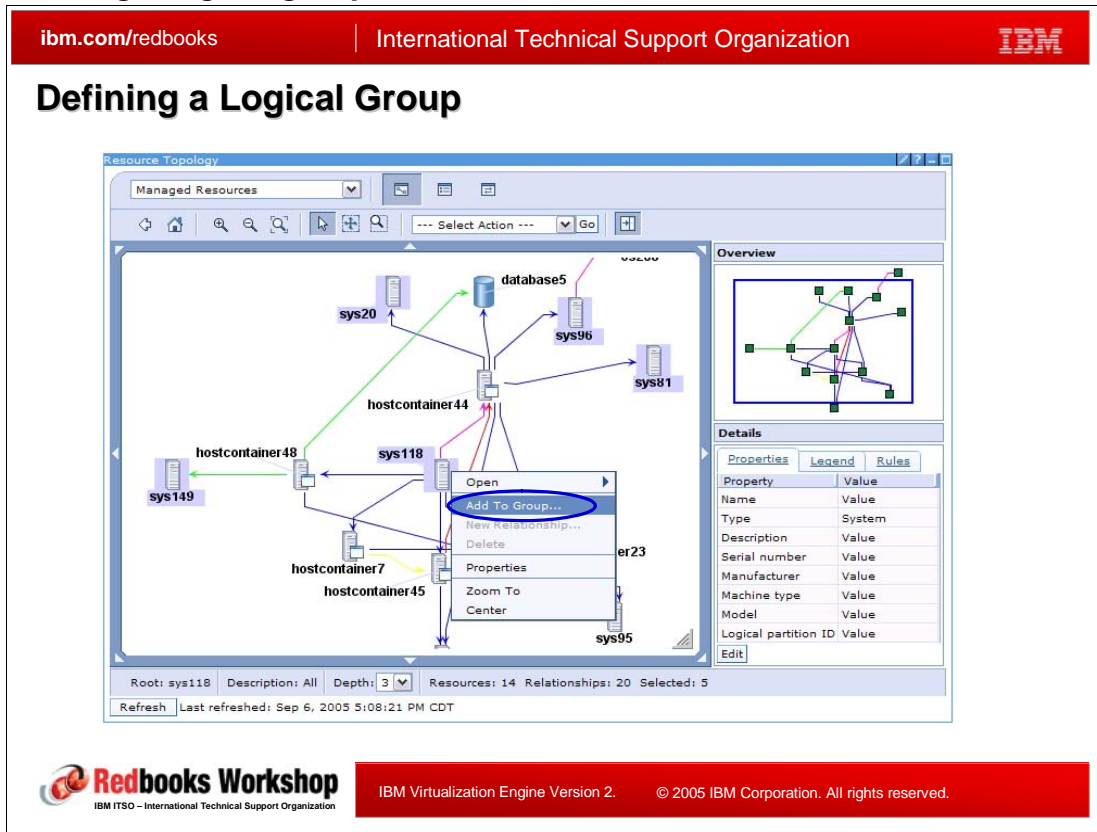 ibm.com/redbooks
International Technical Support Organization
IBM
Defining a Logical Group
Resource Topology
Managed Resources
--- Select Action ---
Go
Overview
database5
sys20
sys96
sys81
hostcontainer44
hostcontainer48
sys118
sys149
Open
Add To Group...
New Relationship...
Delete
Properties
Zoom To
Center
er23
hostcontainer7
hostcontainer45
sys95
Details
Properties Legend Rules
Property Value
Name Value
Type System
Description Value
Serial number Value
Manufacturer Value
Machine type Value
Model Value
Logical partition ID Value
Edit
Root: sys118 Description: All Depth: 3 Resources: 14 Relationships: 20 Selected: 5
Refresh Last refreshed: Sep 6, 2005 5:08:21 PM CDT
Redbooks Workshop
IBM ITSO – International Technical Support Organization
IBM Virtualization Engine Version 2. © 2005 IBM Corporation. All rights reserved.